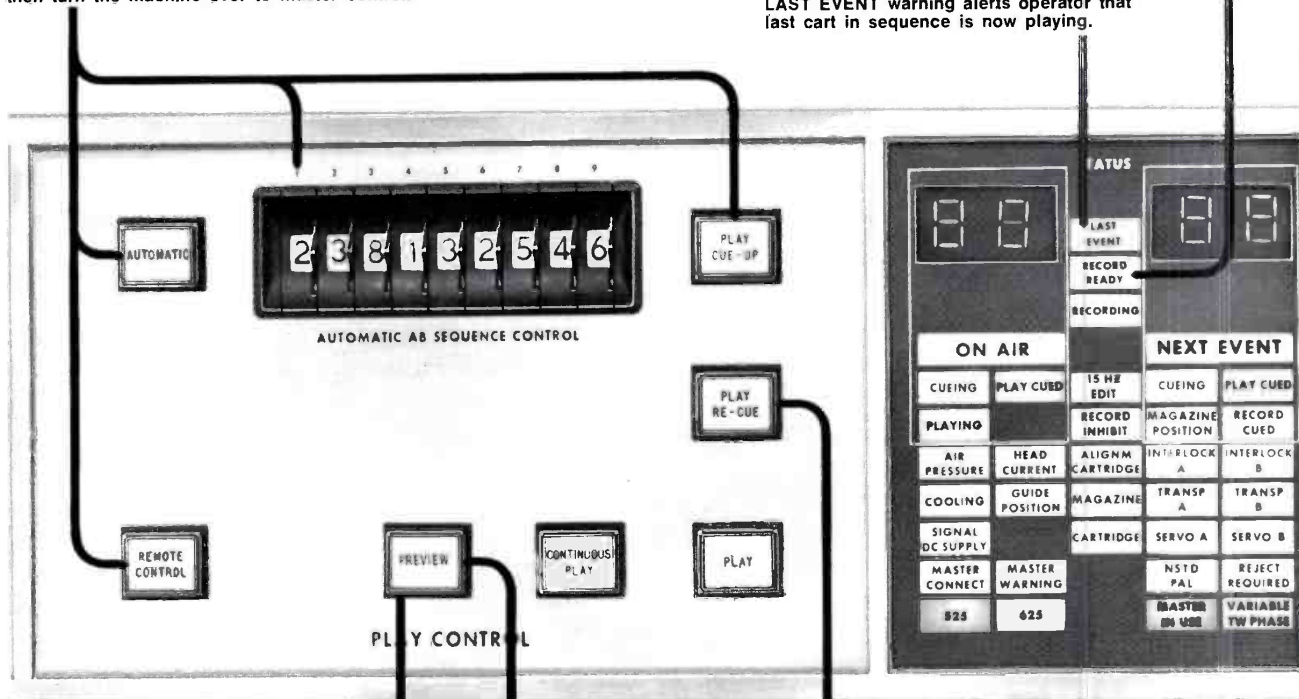 then turn the machine over to master control.
LAST EVENT warning alerts operator that
last cart in sequence is now playing.
1 2 3 4 5 6 7 8 9
2 3 8 1 3 2 5 4 6
AUTOMATIC AB SEQUENCE CONTROL
AUTOMATIC
PLAY
CUE-UP
PLAY
RE-CUE
REMOTE
CONTROL
PREVIEW
CONTINUOUS
PLAY
PLAY
PLAY CONTROL
STATUS
8 8
8 8
LAST
EVENT
RECORD
READY
RECORDING
ON AIR
NEXT EVENT
CUEING
PLAY CUED
15 HZ
EDIT
CUEING
PLAY CUED
PLAYING
RECORD
INHIBIT
MAGAZINE
POSITION
RECORD
CUED
AIR
PRESSURE
HEAD
CURRENT
ALIGNM
CARTRIDGE
INTERLOCK
A
INTERLOCK
B
COOLING
GUIDE
POSITION
MAGAZINE
TRANSP
A
TRANSP
B
SIGNAL
DC SUPPLY
CARTRIDGE
SERVO A
SERVO B
MASTER
CONNECT
MASTER
WARNING
NSTD
PAL
REJECT
REQUIRED
525
625
MASTER
IN USE
VARIABLE
TW PHASE